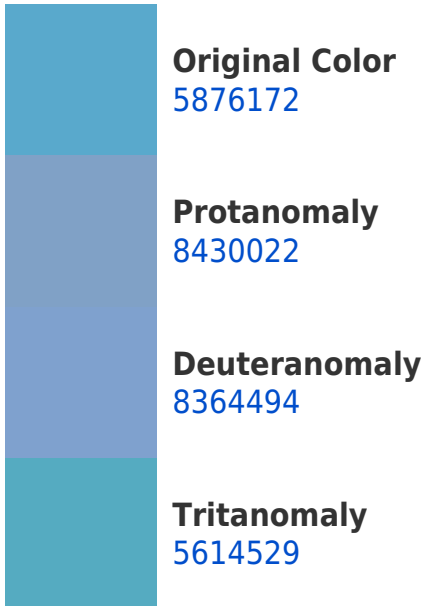 Original Color
5876172
Protanomaly
8430022
Deuteranomaly
8364494
Tritanomaly
5614529